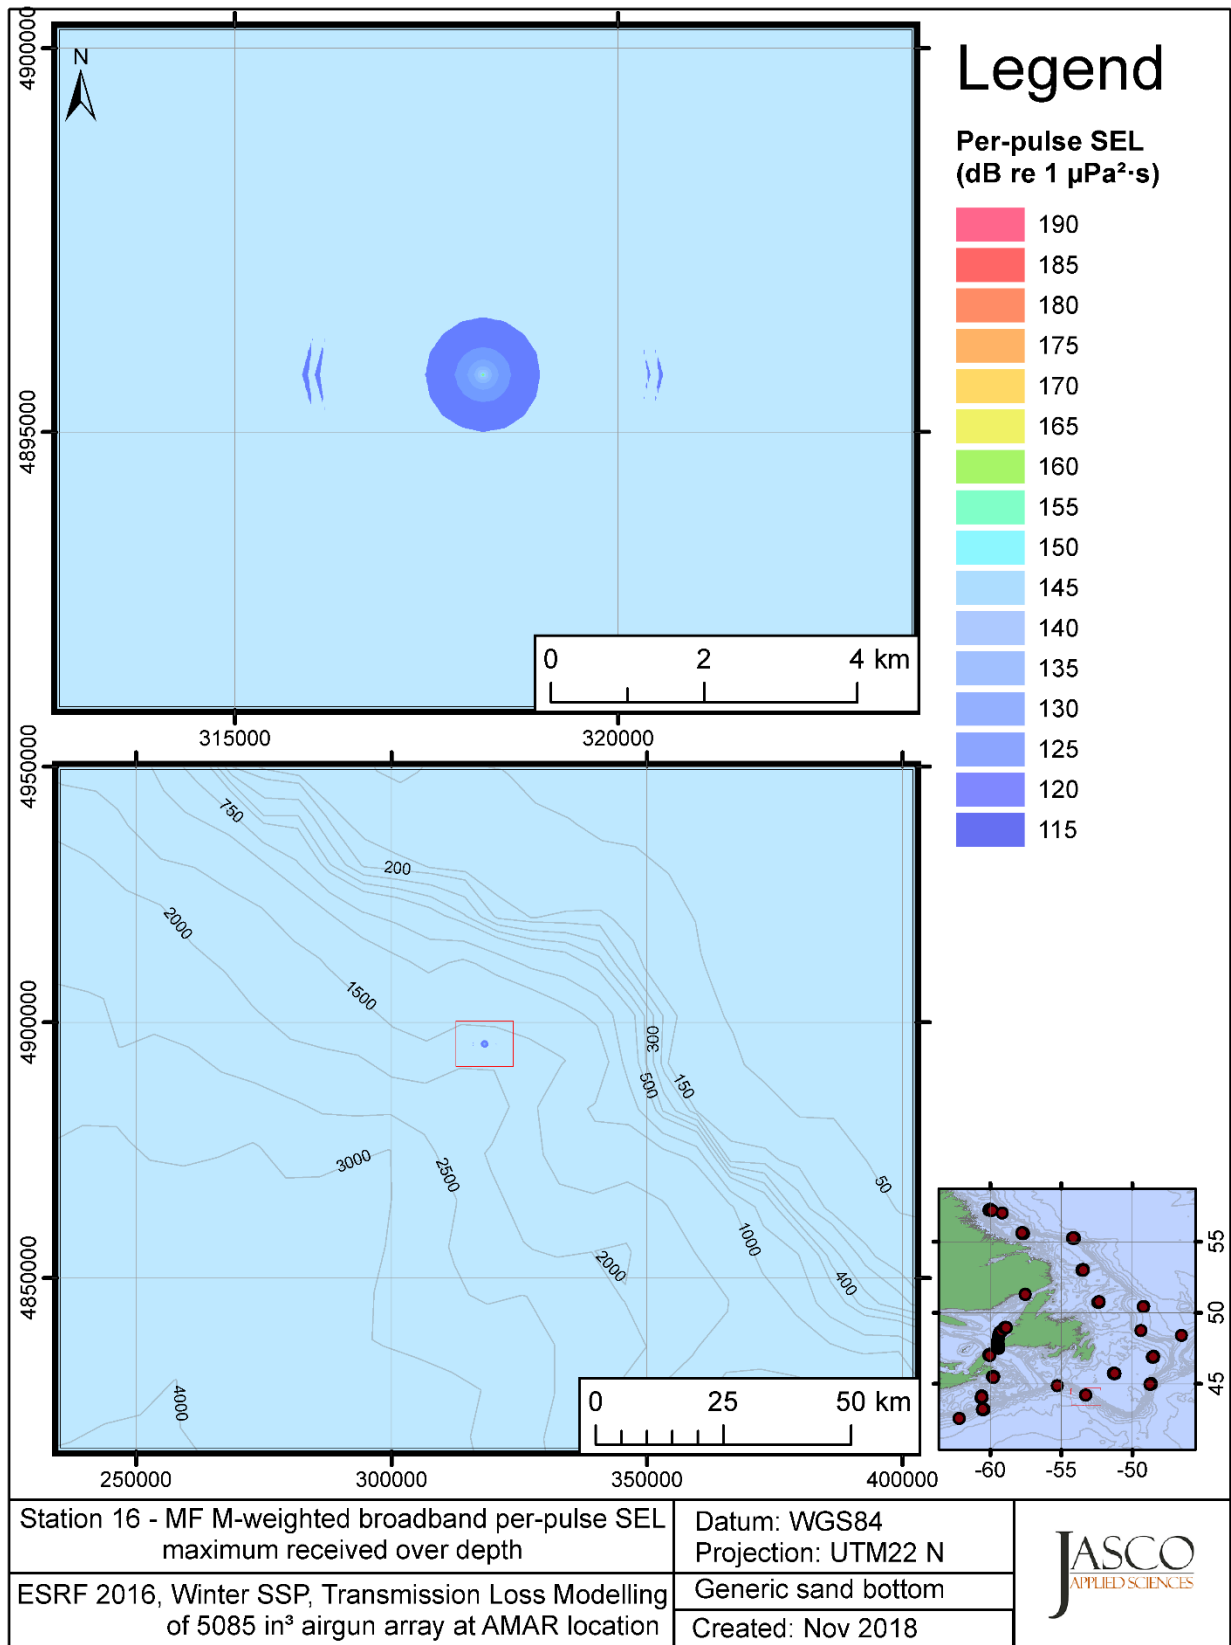 N
4900000
4895000
315000
320000
0 2 4 km
Legend
Per-pulse SEL
(dB re 1 µPa²·s)
190
185
180
175
170
165
160
155
150
145
140
135
130
125
120
115
4950000
4900000
4850000
250000
300000
350000
400000
750
200
2000
1500
300
500
150
3000
2500
50
1000
2000
400
4000
0 25 50 km
55
50
45
-60
-55
-50
Station 16 - MF M-weighted broadband per-pulse SEL
maximum received over depth
ESRF 2016, Winter SSP, Transmission Loss Modelling
of 5085 in³ airgun array at AMAR location
Datum: WGS84
Projection: UTM22 N
Generic sand bottom
Created: Nov 2018
JASCO
APPLIED SCIENCES